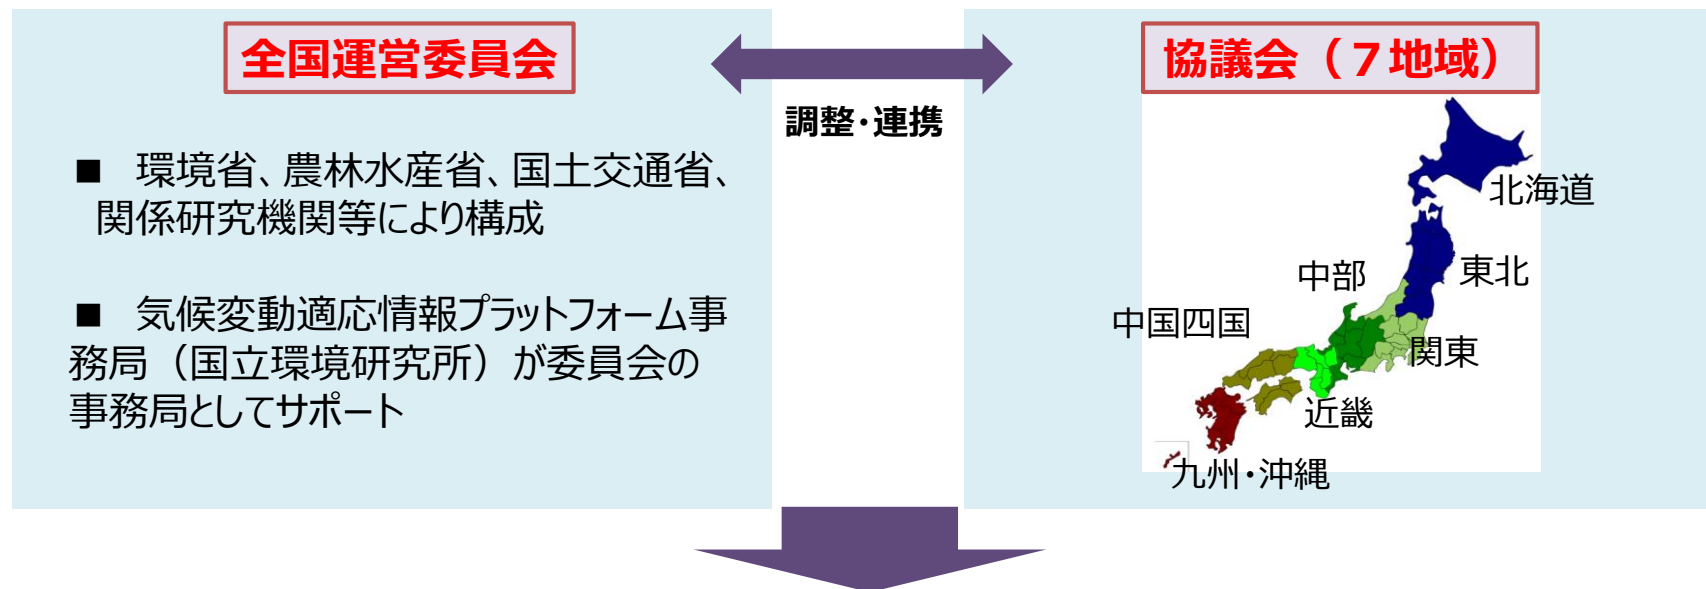 全国運営委員会
■ 環境省、農林水産省、国土交通省、
関係研究機関等により構成
■ 気候変動適応情報プラットフォーム事
務局（国立環境研究所）が委員会の
事務局としてサポート
調整・連携
協議会（７地域）
北海道
東北
中部
中国四国
関東
近畿
九州・沖縄